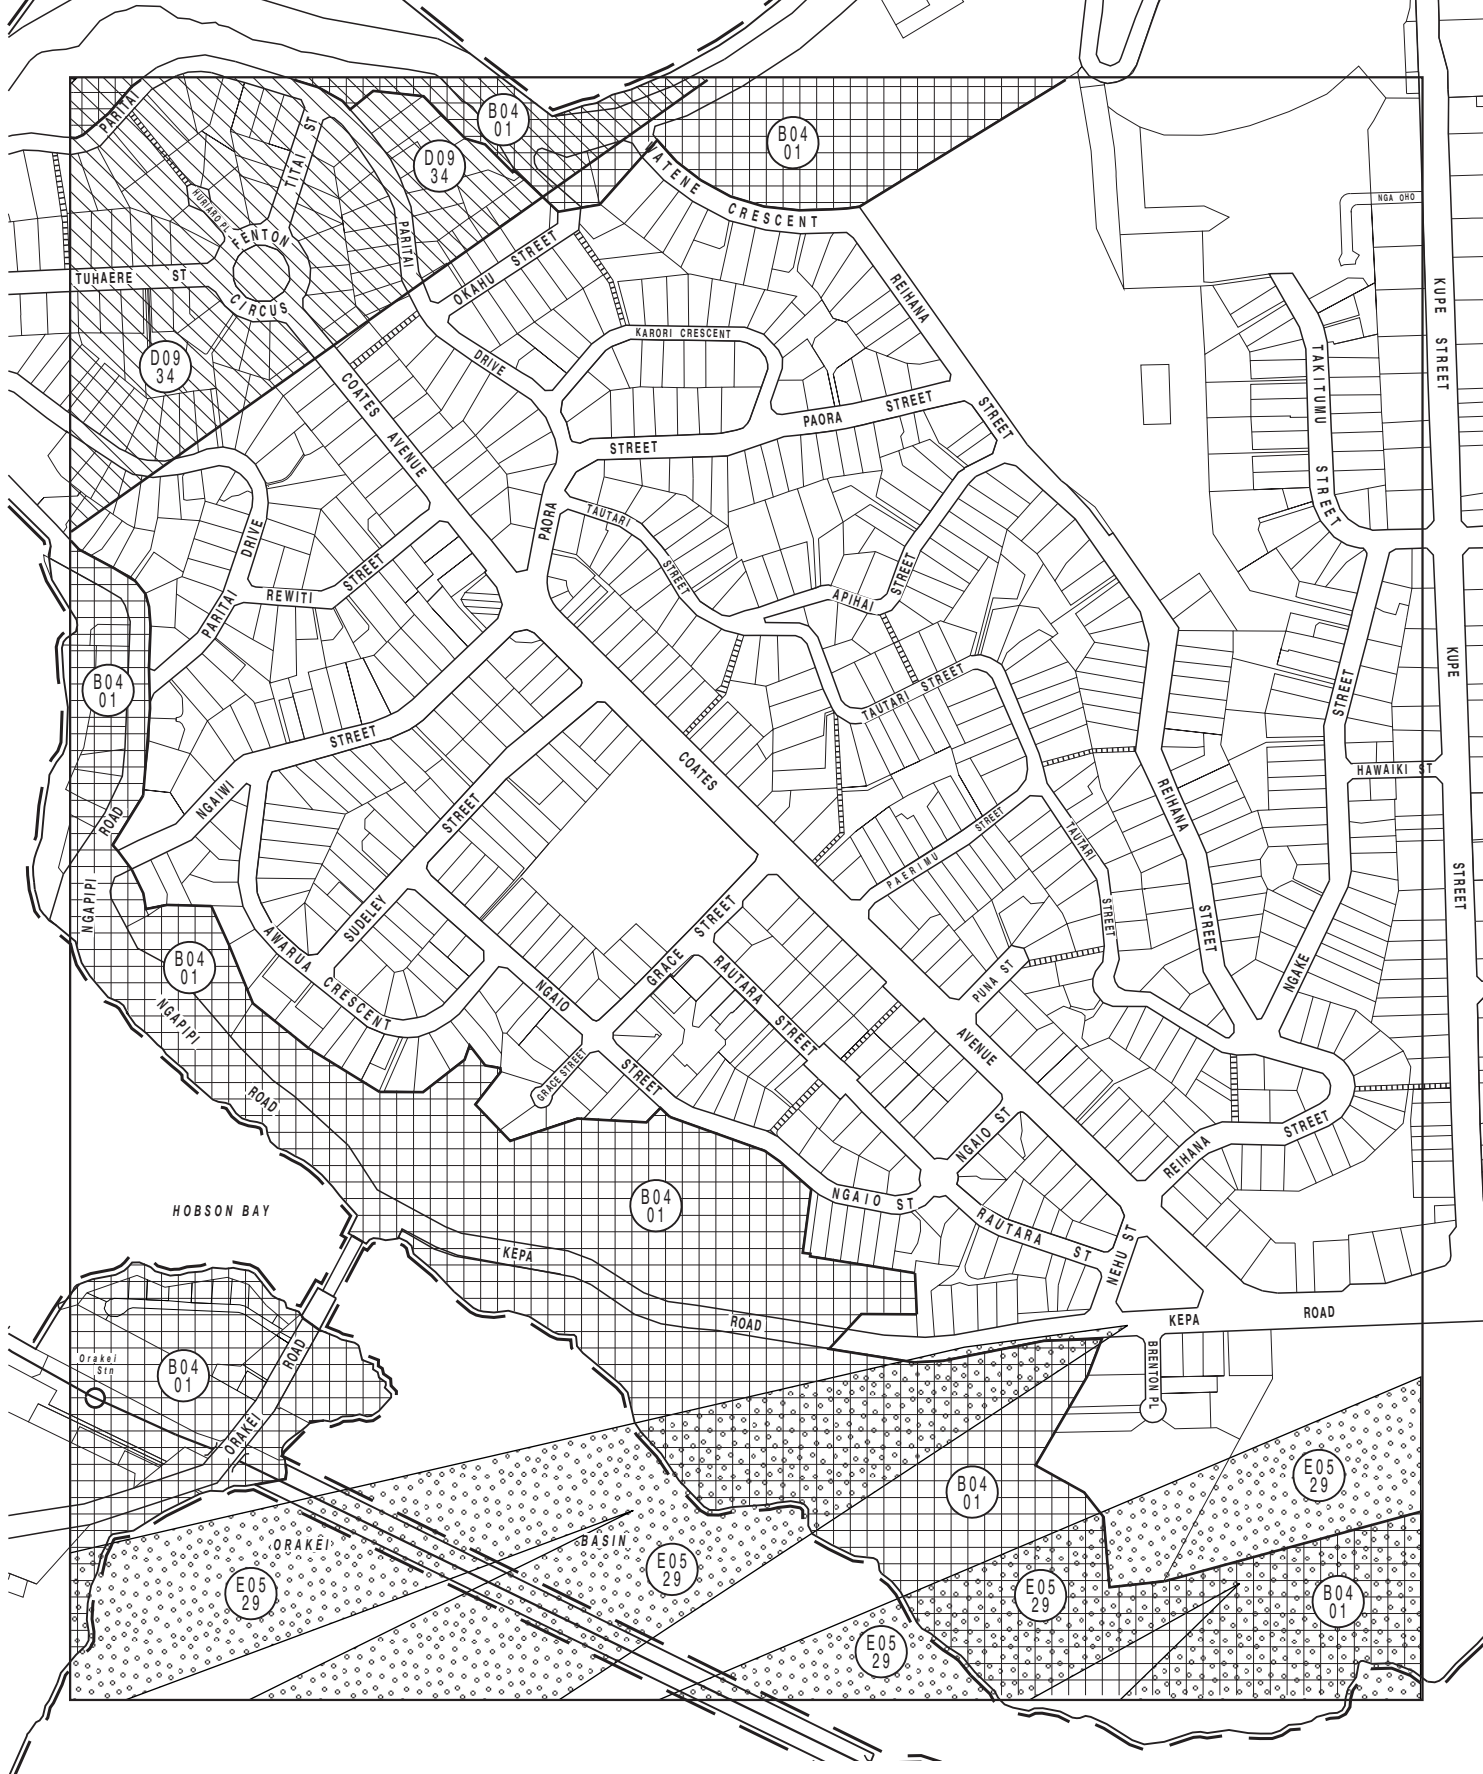 B04
01
B04
01
PARITAI
TITAI ST
D09
34
HURIARO PL
FENTON
CIRCUS
TUHAERE ST
PARITAI
OKAHU STREET
ATENE
CRESCENT
NGA OHO
REIHANA
KUPE STREET
KARORI CRESCENT
D09
34
DRIVE
COATES
AVENUE
TAKITUMU
STREET
PAORA
STREET
STREET
STREET
PAORA
TAUTARI
STREET
DRIVE
REWITI
STREET
PARITAI
APIHAI
STREET
B04
01
TAUTARI STREET
KUPE
STREET
STREET
COATES
HAWAIKI ST
NGAIWI
STREET
ROAD
REIHANA
STREET
PAERIMU
STREET
TAUTARI
STREET
STREET
NGAPIPI
SUDELEY
GRACE
STREET
AWARUA
CRESCENT
B04
01
NGAPIPI
ROAD
NGAIO
STREET
RAUTARA
STREET
PUNA ST
NGAKE
AVENUE
GRACE STREET
NGAIO ST
REIHANA
STREET
HOBSON BAY
B04
01
NGAIO ST
RAUTARA ST
NEHU ST
KEPA
ROAD
KEPA
ROAD
Orakei
Stn
B04
01
ROAD
ORAKEI
BRENTON PL
B04
01
E05
29
ORAKEI
BASIN
E05
29
E05
29
E05
29
B04
01
E05
29